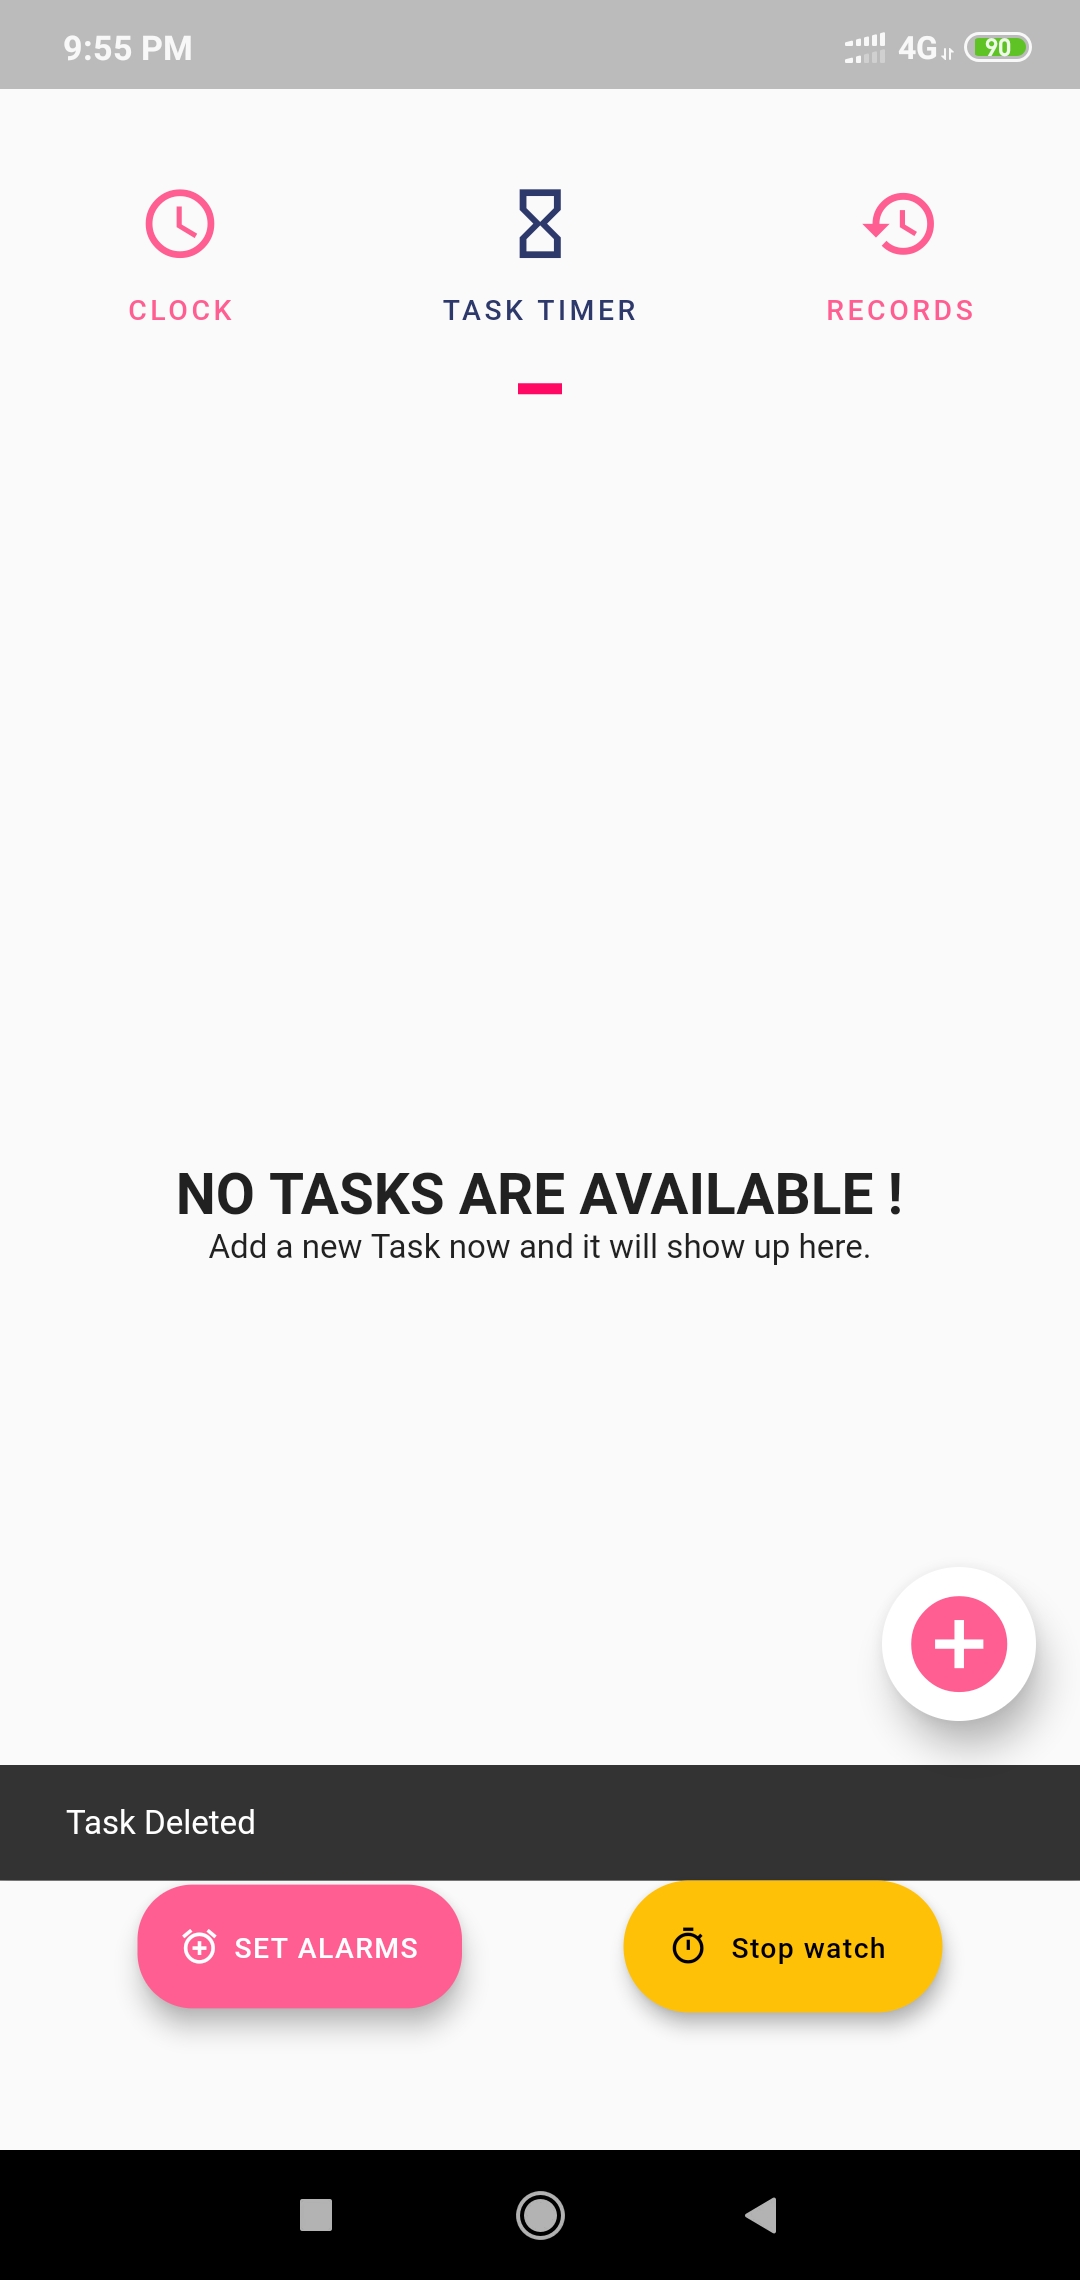 9:55 PM 4G 90
CLOCK TASK TIMER RECORDS
NO TASKS ARE AVAILABLE !
Add a new Task now and it will show up here.
Task Deleted
SET ALARMS Stop watch